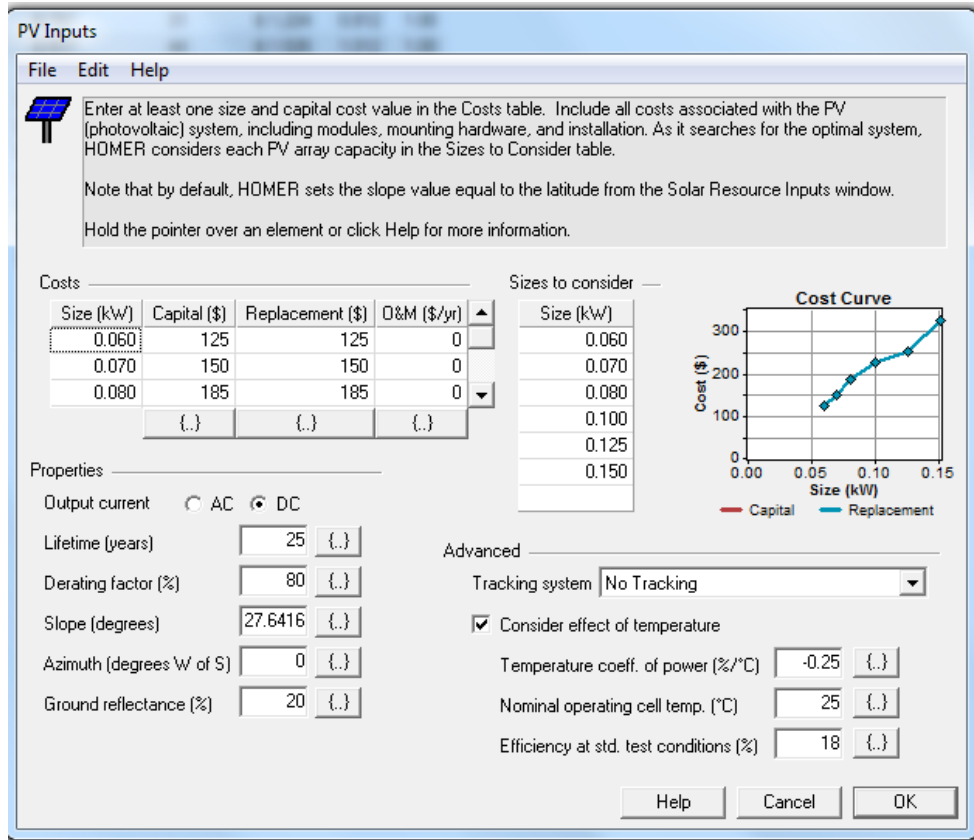 PV Inputs
File Edit Help
Enter at least one size and capital cost value in the Costs table. Include all costs associated with the PV
(photovoltaic) system, including modules, mounting hardware, and installation. As it searches for the optimal system,
HOMER considers each PV array capacity in the Sizes to Consider table.
Note that by default, HOMER sets the slope value equal to the latitude from the Solar Resource Inputs window.
Hold the pointer over an element or click Help for more information.
Costs
Size (kW) Capital ($) Replacement ($) O&M ($/yr)
0.060 125 125 0
0.070 150 150 0
0.080 185 185 0
{..} {..} {..}
Sizes to consider
Size (kW)
0.060
0.070
0.080
0.100
0.125
0.150
Cost Curve
Cost ($)
300
200
100
0
0.00 0.05 0.10 0.15
Size (kW)
Capital Replacement
Properties
Output current AC DC
Lifetime (years) 25 {..}
Derating factor (%) 80 {..}
Slope (degrees) 27.6416 {..}
Azimuth (degrees W of S) 0 {..}
Ground reflectance (%) 20 {..}
Advanced
Tracking system No Tracking
Consider effect of temperature
Temperature coeff. of power (%/°C) -0.25 {..}
Nominal operating cell temp. (°C) 25 {..}
Efficiency at std. test conditions (%) 18 {..}
Help Cancel OK